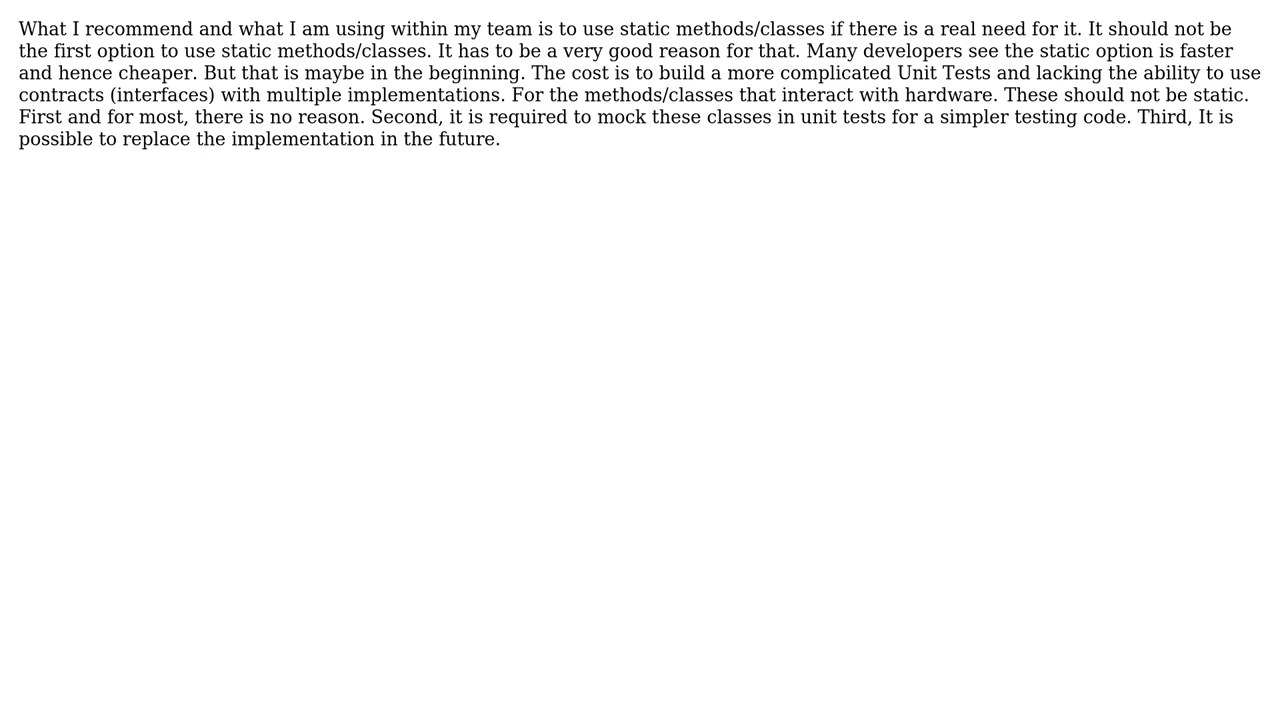 What I recommend and what I am using within my team is to use static methods/classes if there is a real need for it. It should not be
the first option to use static methods/classes. It has to be a very good reason for that. Many developers see the static option is faster
and hence cheaper. But that is maybe in the beginning. The cost is to build a more complicated Unit Tests and lacking the ability to use
contracts (interfaces) with multiple implementations. For the methods/classes that interact with hardware. These should not be static.
First and for most, there is no reason. Second, it is required to mock these classes in unit tests for a simpler testing code. Third, It is
possible to replace the implementation in the future.